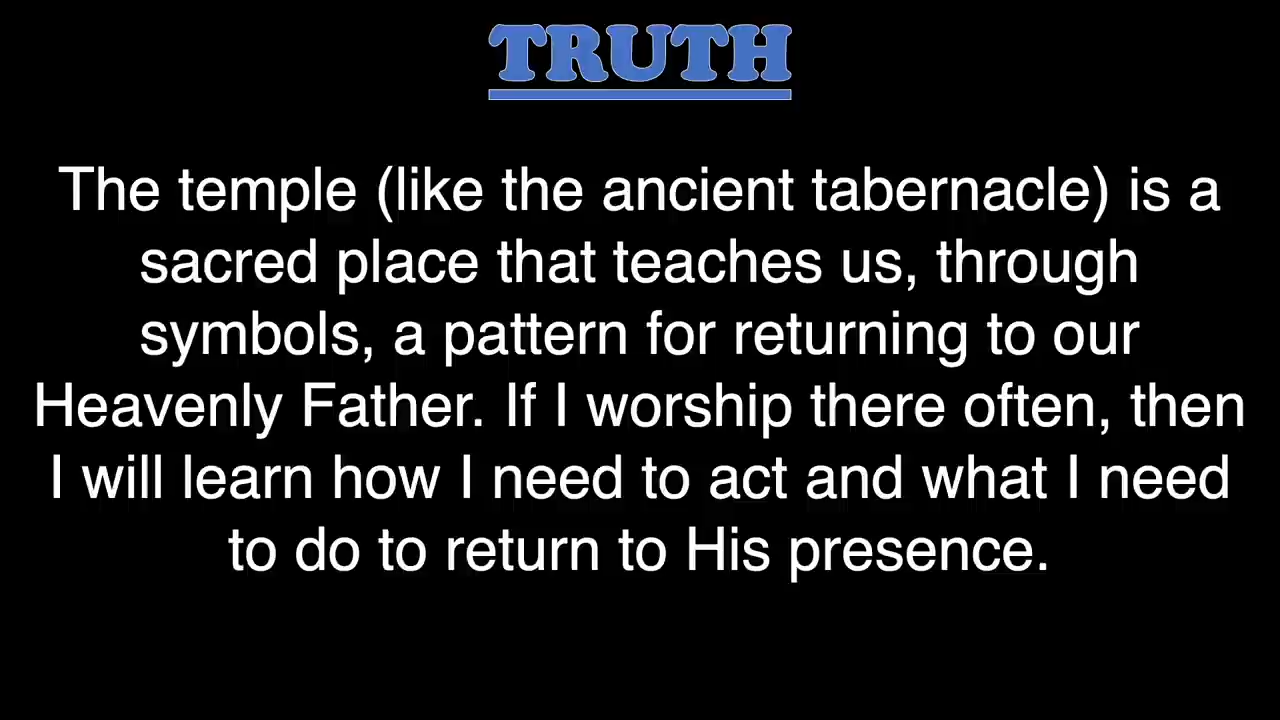 TRUTH
The temple (like the ancient tabernacle) is a
sacred place that teaches us, through
symbols, a pattern for returning to our
Heavenly Father. If I worship there often, then
I will learn how I need to act and what I need
to do to return to His presence.